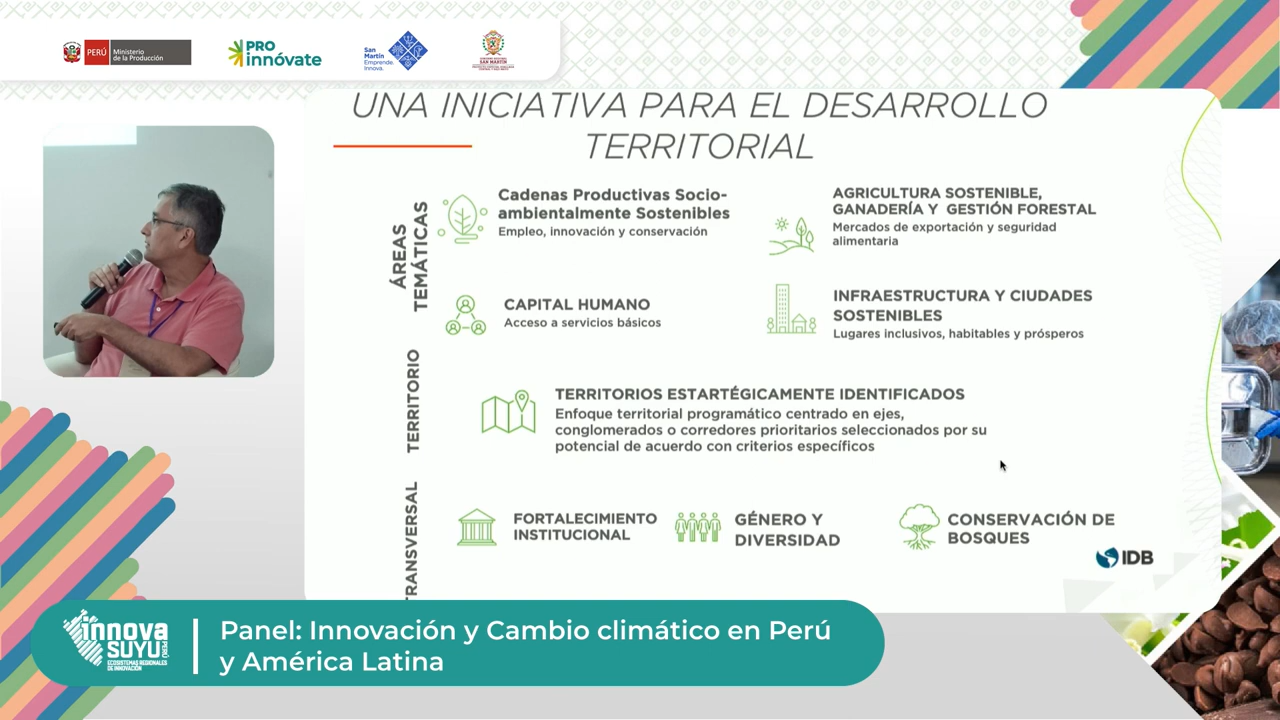 PERÚ
Ministerio
de la Producción
PRO
innóvate
San
Martín
Emprende.
Innova.
SAN MARTÍN
UNA INICIATIVA PARA EL DESARROLLO
TERRITORIAL
ÁREAS
TEMÁTICAS
Cadenas Productivas Socio-
ambientalmente Sostenibles
Empleo, innovación y conservación
AGRICULTURA SOSTENIBLE,
GANADERÍA Y GESTIÓN FORESTAL
Mercados de exportación y seguridad
alimentaria
CAPITAL HUMANO
Acceso a servicios básicos
INFRAESTRUCTURA Y CIUDADES
SOSTENIBLES
Lugares inclusivos, habitables y prósperos
TERRITORIO
TERRITORIOS ESTARTÉGICAMENTE IDENTIFICADOS
Enfoque territorial programático centrado en ejes,
conglomerados o corredores prioritarios seleccionados por su
potencial de acuerdo con criterios específicos
TRANSVERSAL
FORTALECIMIENTO
INSTITUCIONAL
GÉNERO Y
DIVERSIDAD
CONSERVACIÓN DE
BOSQUES
IDB
innova
SUYU
PERÚ
ECOSISTEMAS REGIONALES
DE INNOVACIÓN
Panel: Innovación y Cambio climático en Perú
y América Latina